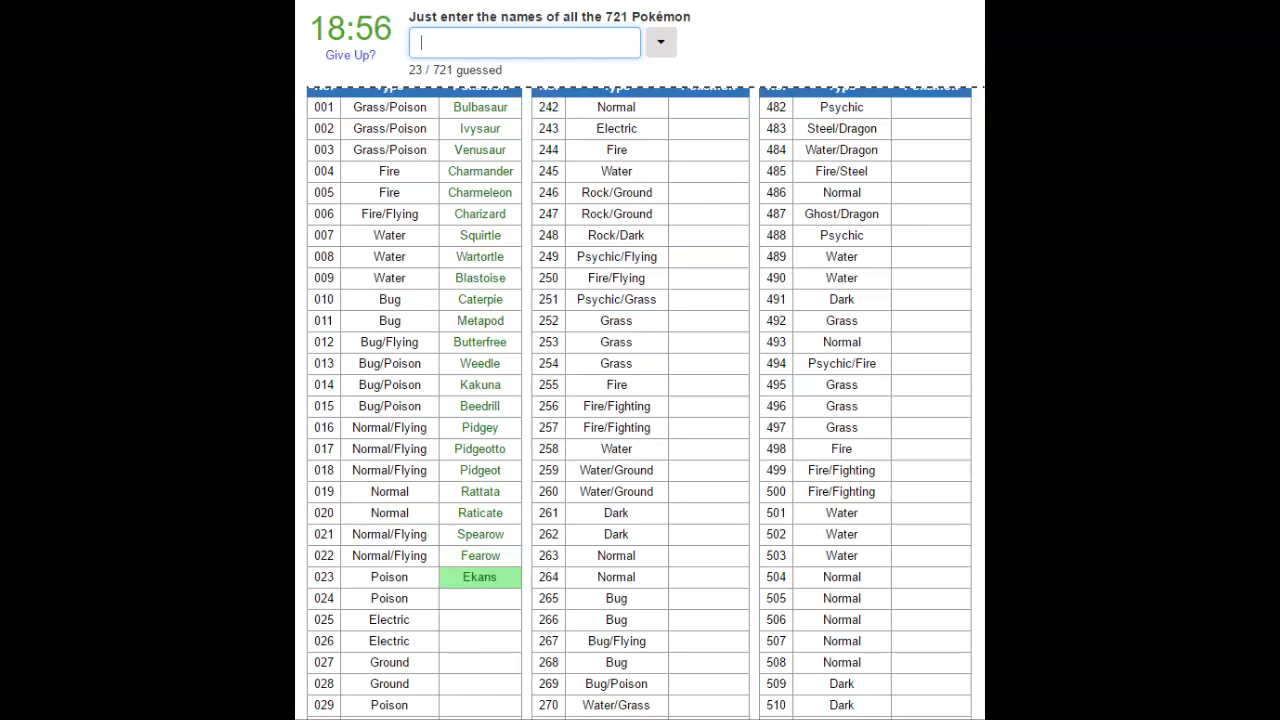 18:56
Give Up?
Just enter the names of all the 721 Pokémon
23 / 721 guessed
001 Grass/Poison Bulbasaur 242 Normal 482 Psychic
002 Grass/Poison Ivysaur 243 Electric 483 Steel/Dragon
003 Grass/Poison Venusaur 244 Fire 484 Water/Dragon
004 Fire Charmander 245 Water 485 Fire/Steel
005 Fire Charmeleon 246 Rock/Ground 486 Normal
006 Fire/Flying Charizard 247 Rock/Ground 487 Ghost/Dragon
007 Water Squirtle 248 Rock/Dark 488 Psychic
008 Water Wartortle 249 Psychic/Flying 489 Water
009 Water Blastoise 250 Fire/Flying 490 Water
010 Bug Caterpie 251 Psychic/Grass 491 Dark
011 Bug Metapod 252 Grass 492 Grass
012 Bug/Flying Butterfree 253 Grass 493 Normal
013 Bug/Poison Weedle 254 Grass 494 Psychic/Fire
014 Bug/Poison Kakuna 255 Fire 495 Grass
015 Bug/Poison Beedrill 256 Fire/Fighting 496 Grass
016 Normal/Flying Pidgey 257 Fire/Fighting 497 Grass
017 Normal/Flying Pidgeotto 258 Water 498 Fire
018 Normal/Flying Pidgeot 259 Water/Ground 499 Fire/Fighting
019 Normal Rattata 260 Water/Ground 500 Fire/Fighting
020 Normal Raticate 261 Dark 501 Water
021 Normal/Flying Spearow 262 Dark 502 Water
022 Normal/Flying Fearow 263 Normal 503 Water
023 Poison Ekans 264 Normal 504 Normal
024 Poison 265 Bug 505 Normal
025 Electric 266 Bug 506 Normal
026 Electric 267 Bug/Flying 507 Normal
027 Ground 268 Bug 508 Normal
028 Ground 269 Bug/Poison 509 Dark
029 Poison 270 Water/Grass 510 Dark